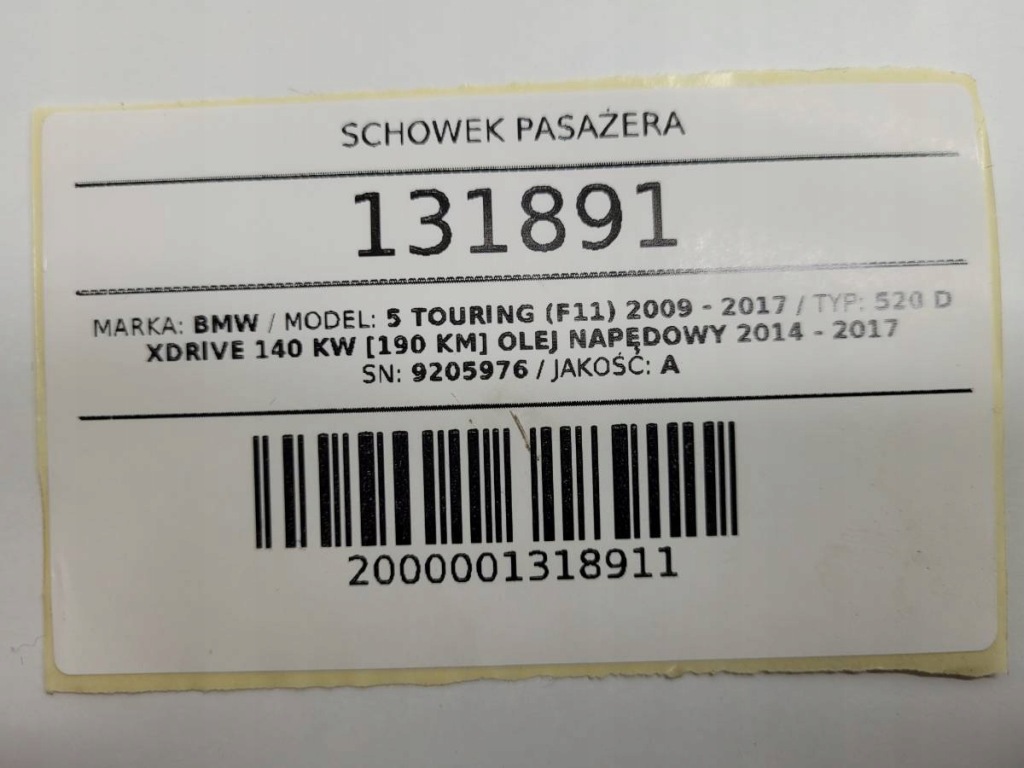 SCHOWEK PASAŻERA
131891
MARKA: BMW / MODEL: 5 TOURING (F11) 2009 - 2017 / TYP: 520 D
XDRIVE 140 KW [190 KM] OLEJ NAPĘDOWY 2014 - 2017
SN: 9205976 / JAKOŚĆ: A
2000001318911